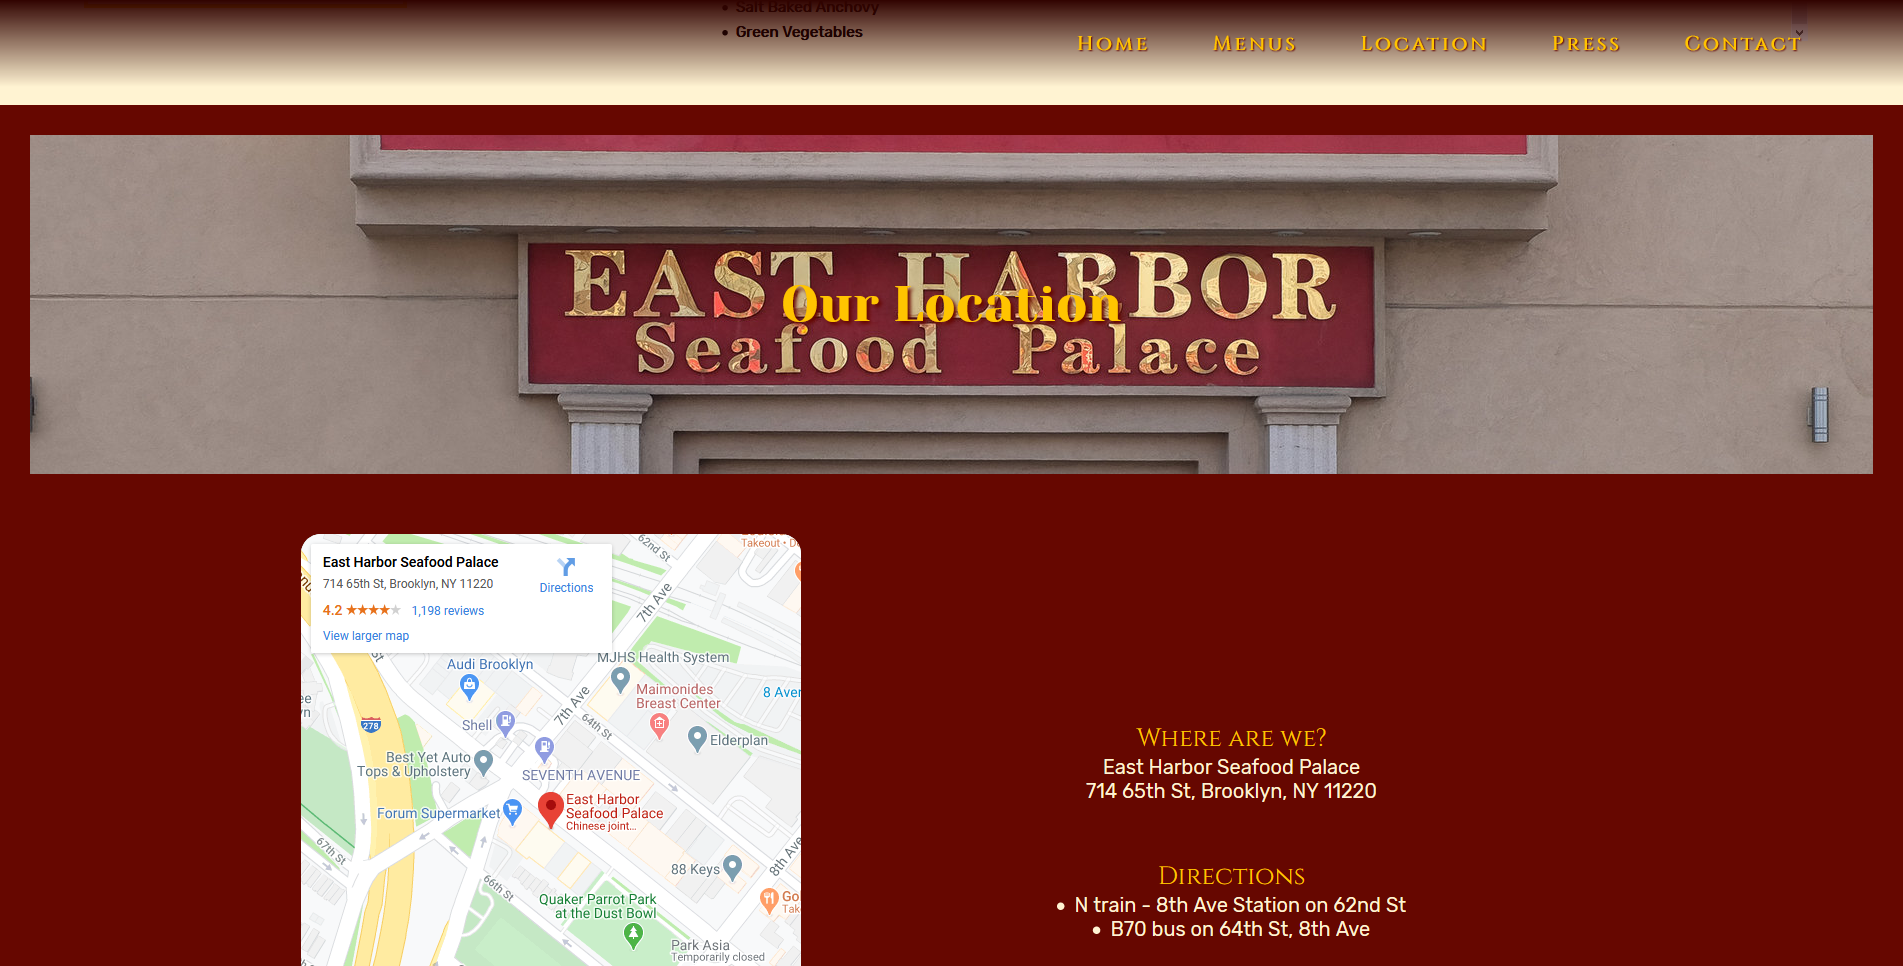 Salt Baked Anchovy
Green Vegetables
Home Menus Location Press Contact
EAST HARBOR
Our Location
Seafood Palace
East Harbor Seafood Palace
714 65th St, Brooklyn, NY 11220
4.2 1,198 reviews
View larger map
Directions
62nd St
Takeout
7th Ave
St
MJHS Health System
Audi Brooklyn
Maimonides
Breast Center
8 Aver
278
Shell
7th Ave
64th St
Elderplan
Best Yet Auto
Tops & Upholstery
SEVENTH AVENUE
East Harbor
Seafood Palace
Chinese joint...
Forum Supermarket
67th St
88 Keys
8th Ave
66th St
Quaker Parrot Park
at the Dust Bowl
Gol
Tak
Park Asia
Temporarily closed
Where are we?
East Harbor Seafood Palace
714 65th St, Brooklyn, NY 11220
Directions
• N train - 8th Ave Station on 62nd St
• B70 bus on 64th St, 8th Ave